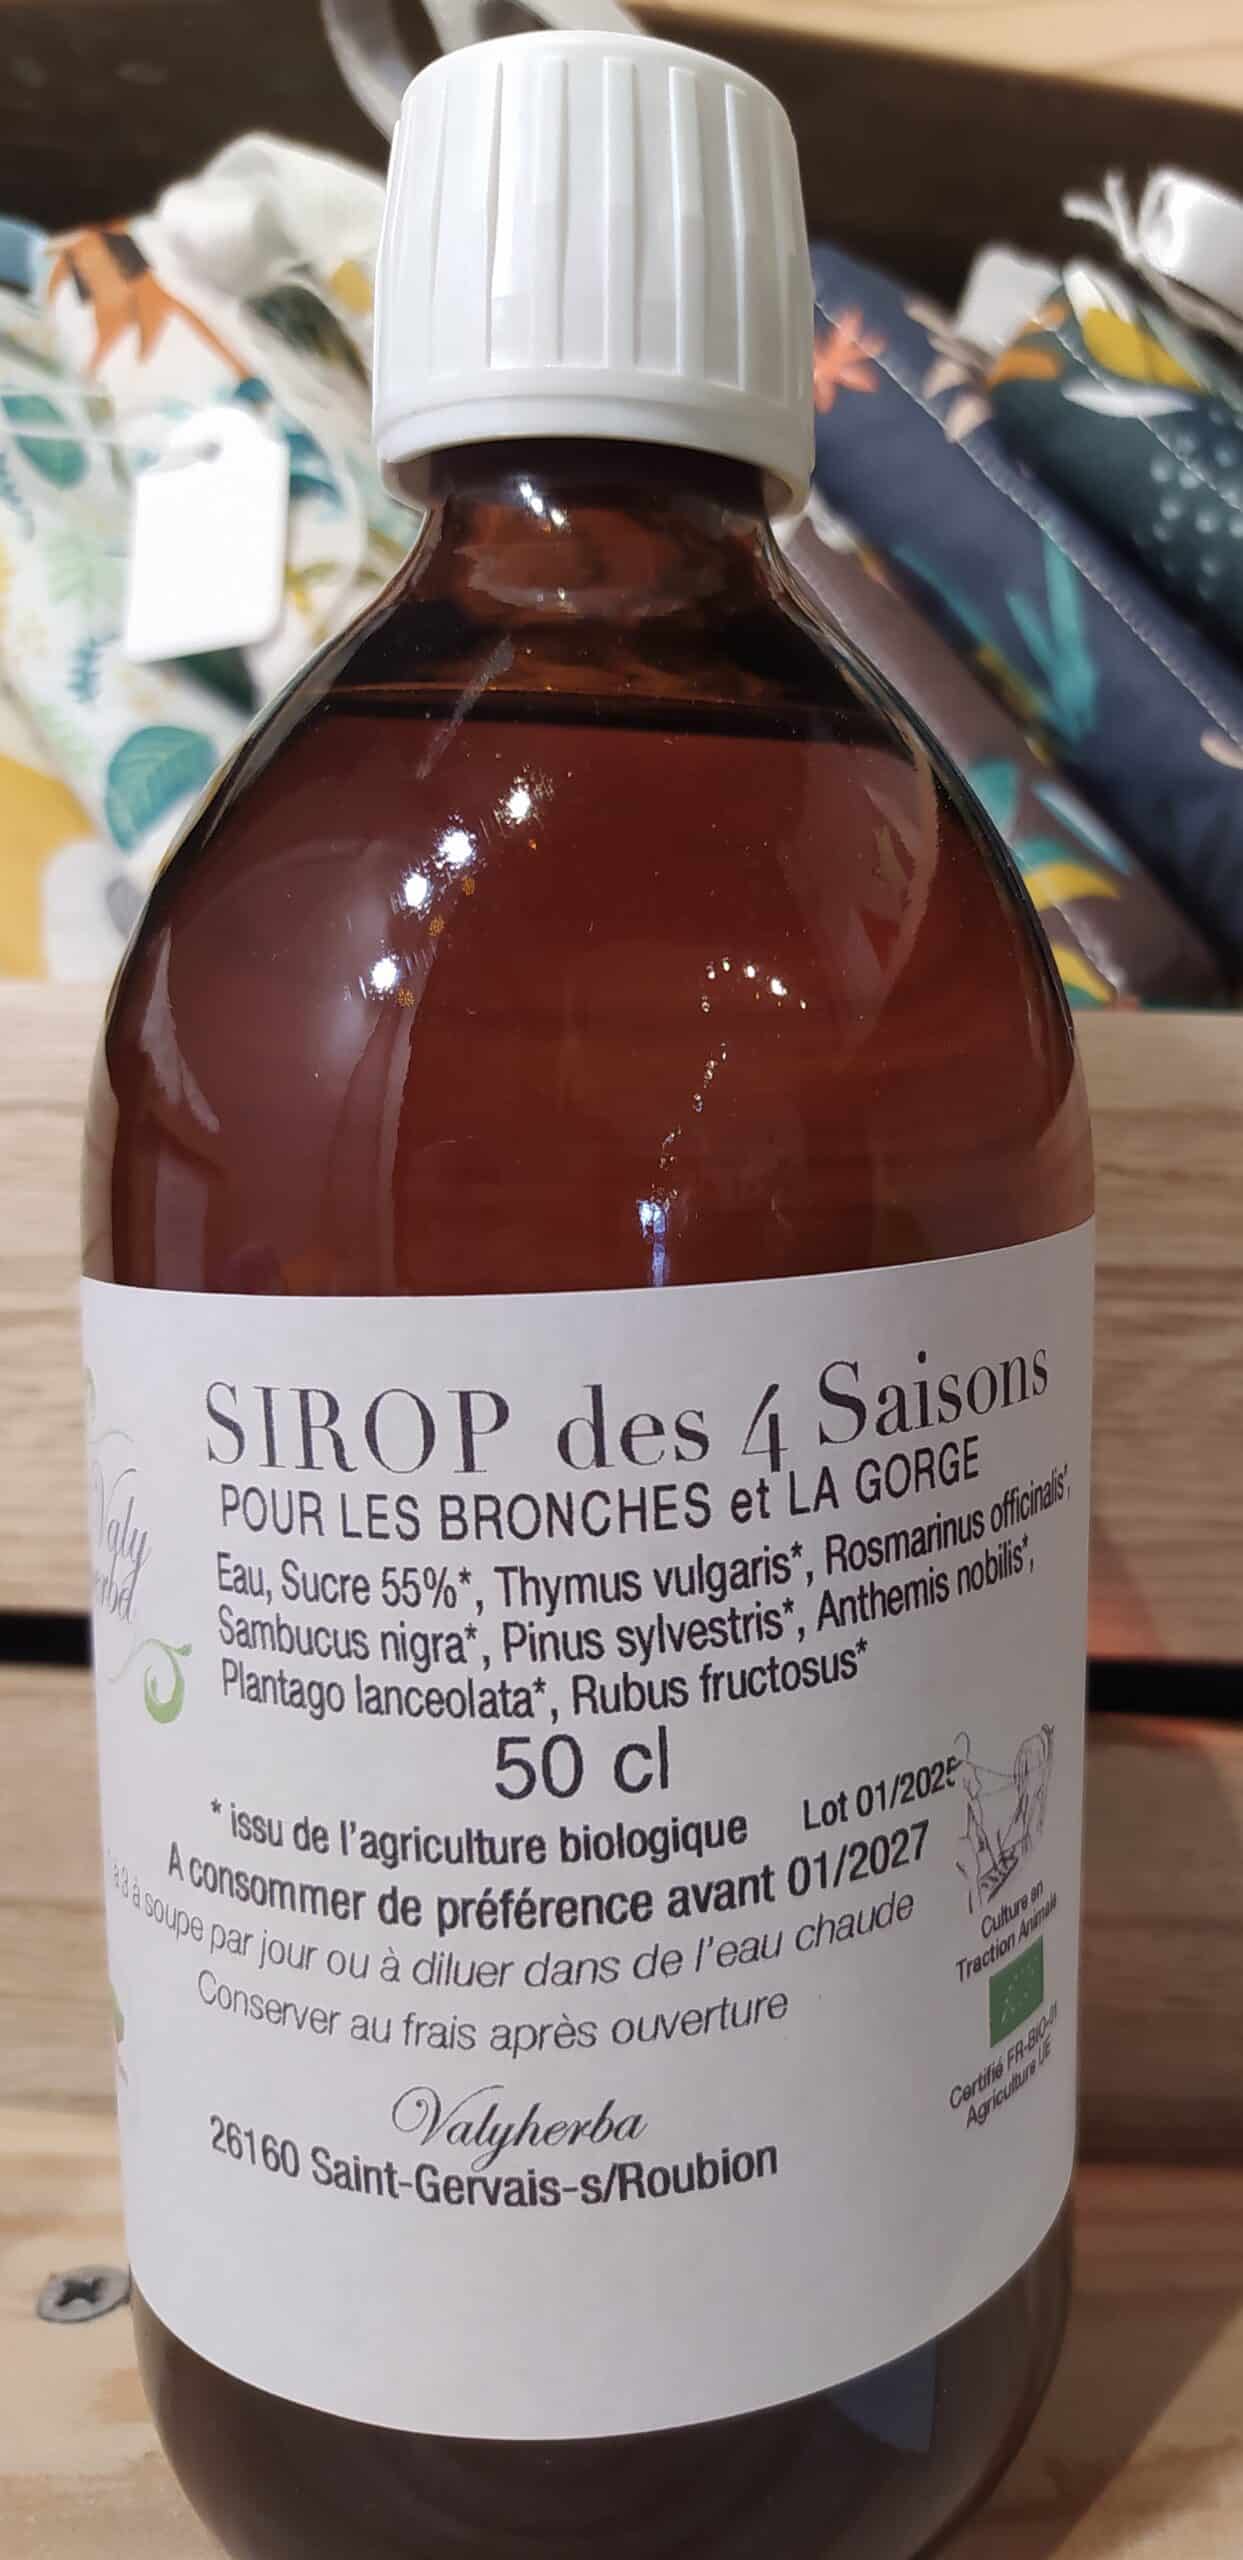 SIROP des 4 Saisons
POUR LES BRONCHES et LA GORGE
Eau, Sucre 55%*, Thymus vulgaris*, Rosmarinus officinalis*,
Sambucus nigra*, Pinus sylvestris*, Anthemis nobilis*,
Plantago lanceolata*, Rubus fructosus*
50 cl
* issu de l'agriculture biologique Lot 01/2025
A consommer de préférence avant 01/2027
à 3 à soupe par jour ou à diluer dans de l'eau chaude
Conserver au frais après ouverture
Valyherba
26160 Saint-Gervais-s/Roubion
Culture en
Traction Animale
Certifié FR-BIO-01
Agriculture UE
Valy